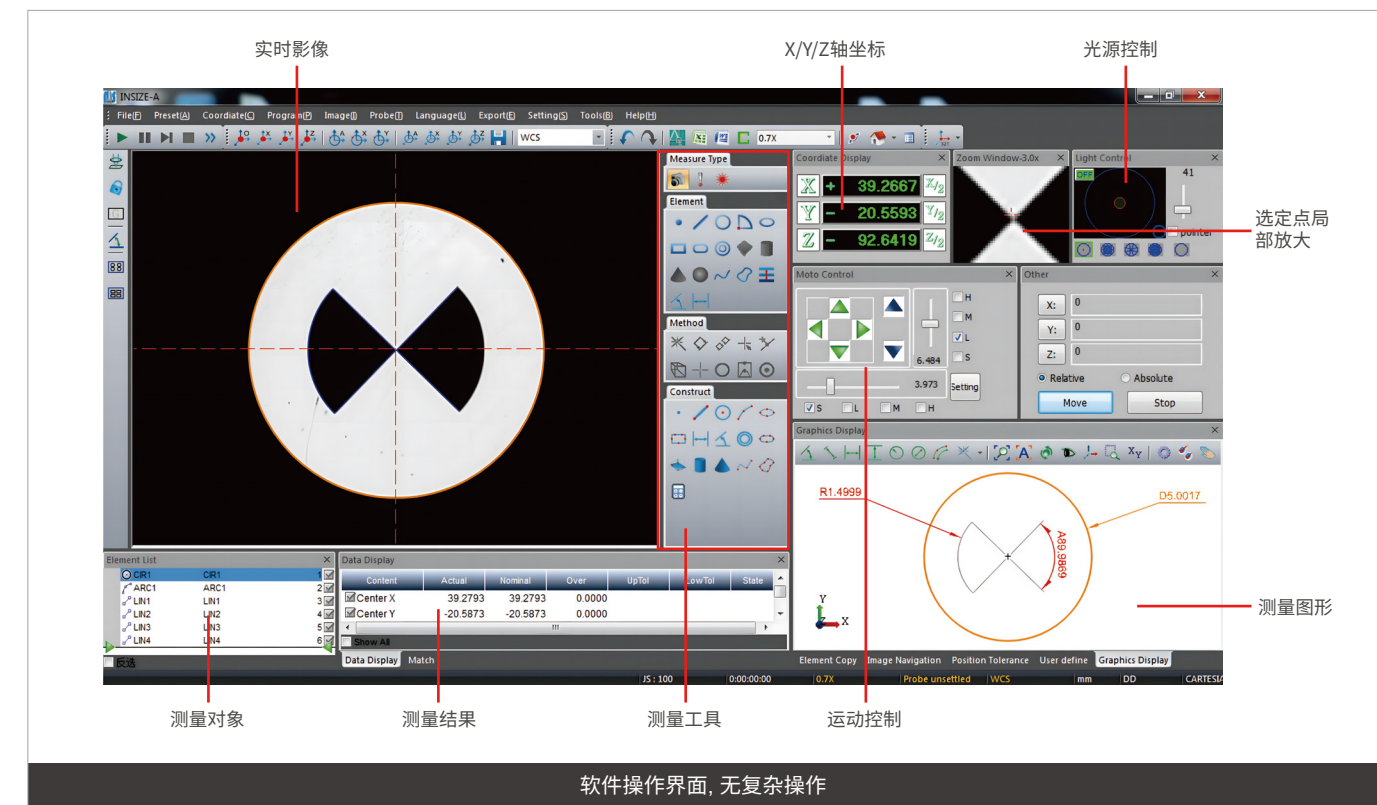 实时影像
X/Y/Z轴坐标
光源控制
INSIZE-A
File(F) Preset(A) Coordiate(C) Program(P) Image(I) Probe(I) Language(L) Export(E) Setting(S) Tools(B) Help(H)
WCS
0.7X
Measure Type
Element
Method
Construct
Coordiate Display
X + 39.2667 X/2
Y - 20.5593 Y/2
Z - 92.6419 Z/2
Zoom Window-3.0x
Light Control
OFF
41
pointer
选定点局
部放大
Moto Control
H
M
L
S
6.484
3.973
Setting
S L M H
Other
X: 0
Y: 0
Z: 0
Relative Absolute
Move Stop
Graphics Display
R1.4999
D5.0017
A89.9869
Y
X
测量图形
Element List
CIR1 CIR1 1
ARC1 ARC1 2
LIN1 LIN1 3
LIN2 LIN2 4
LIN3 LIN3 5
LIN4 LIN4 6
反选
Data Display
Content Actual Nominal Over UpTol LowTol State
Center X 39.2793 39.2793 0.0000
Center Y -20.5873 -20.5873 0.0000
Show All
Data Display Match
Element Copy Image Navigation Position Tolerance User define Graphics Display
JS : 100 0:00:00:00 0.7X Probe unsettled WCS mm DD CARTESIA
测量对象
测量结果
测量工具
运动控制
软件操作界面, 无复杂操作